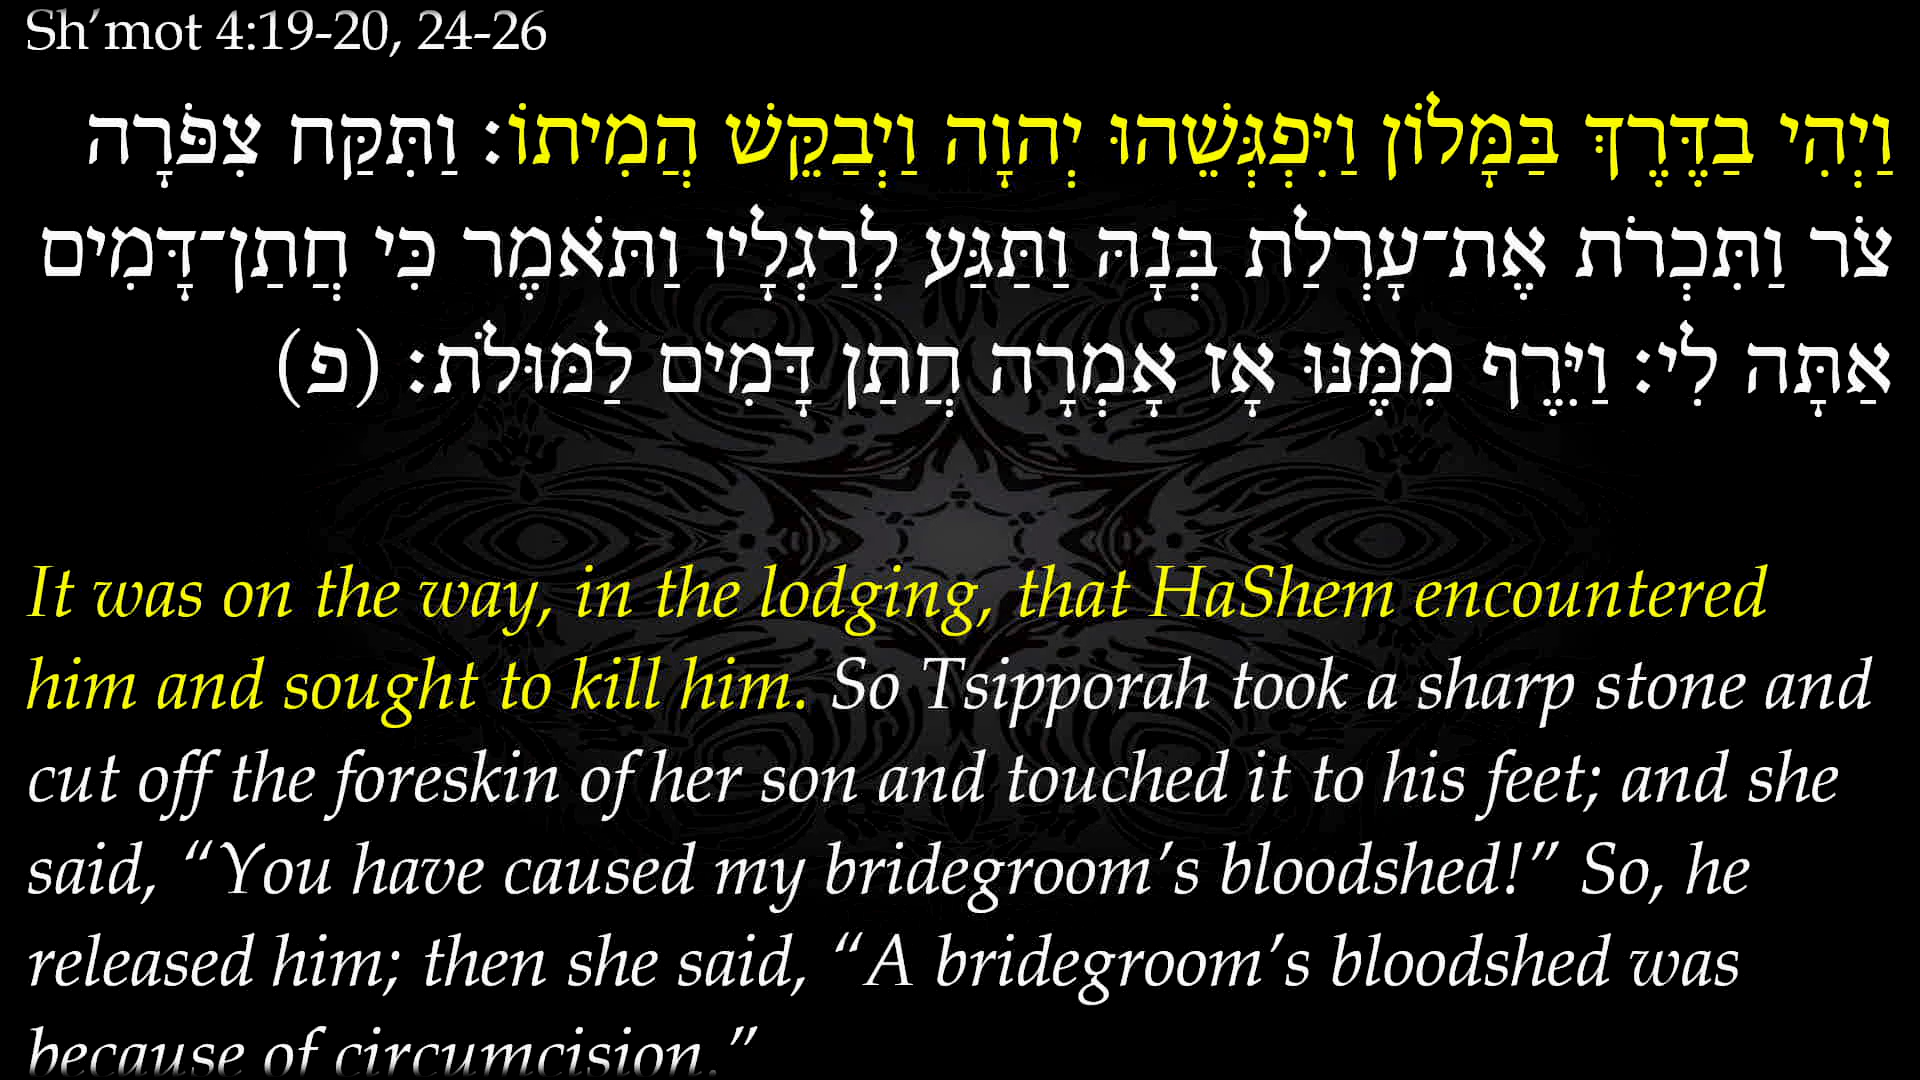 Sh’mot 4:19-20, 24-26
וַיְהִי בַדֶּרֶךְ בַּמָּלוֹן וַיִּפְגְּשֵׁהוּ יְהוָה וַיְבַקֵּשׁ הֲמִיתוֹ׃ וַתִּקַּח צִפֹּרָה
צֹר וַתִּכְרֹת אֶת־עָרְלַת בְּנָהּ וַתַּגַּע לְרַגְלָיו וַתֹּאמֶר כִּי חֲתַן־דָּמִים
אַתָּה לִי׃ וַיִּרֶף מִמֶּנּוּ אָז אָמְרָה חֲתַן דָּמִים לַמּוּלֹת׃ (פ)
It was on the way, in the lodging, that HaShem encountered
him and sought to kill him. So Tsipporah took a sharp stone and
cut off the foreskin of her son and touched it to his feet; and she
said, “You have caused my bridegroom’s bloodshed!” So, he
released him; then she said, “A bridegroom’s bloodshed was
because of circumcision.”